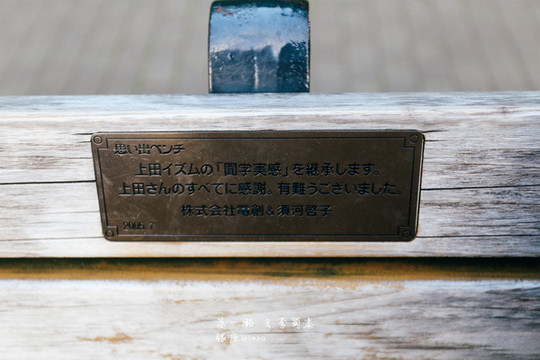 思い出ベンチ
上田イズムの「聞学実感」を継承します。
上田さんのすべてに感謝。有難うございました。
株式会社電創&須河啓子
2005.7